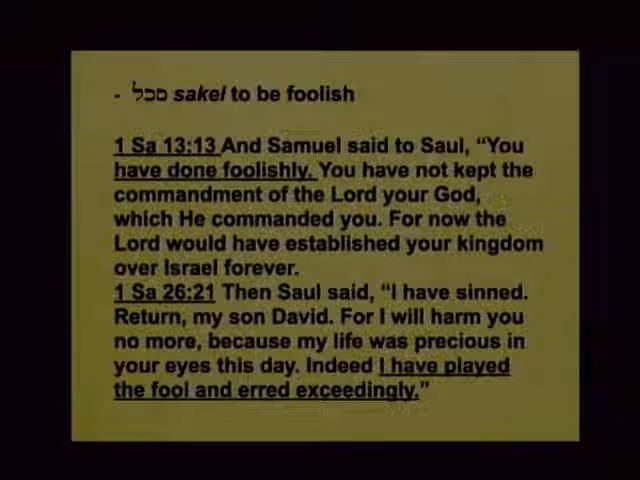 - סכל sakel to be foolish
1 Sa 13:13 And Samuel said to Saul, “You
have done foolishly. You have not kept the
commandment of the Lord your God,
which He commanded you. For now the
Lord would have established your kingdom
over Israel forever.
1 Sa 26:21 Then Saul said, “I have sinned.
Return, my son David. For I will harm you
no more, because my life was precious in
your eyes this day. Indeed I have played
the fool and erred exceedingly.”